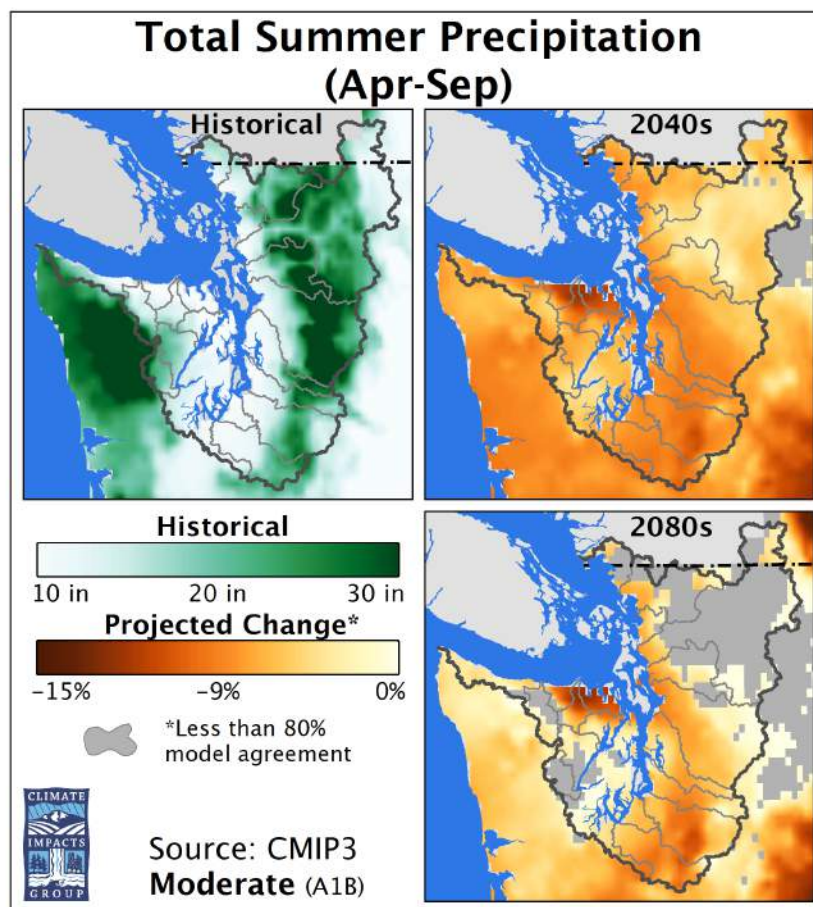 Total Summer Precipitation
(Apr-Sep)
Historical
2040s
Historical
10 in 20 in 30 in
Projected Change*
−15% −9% 0%
*Less than 80%
model agreement
2080s
CLIMATE
IMPACTS
GROUP
Source: CMIP3
Moderate (A1B)